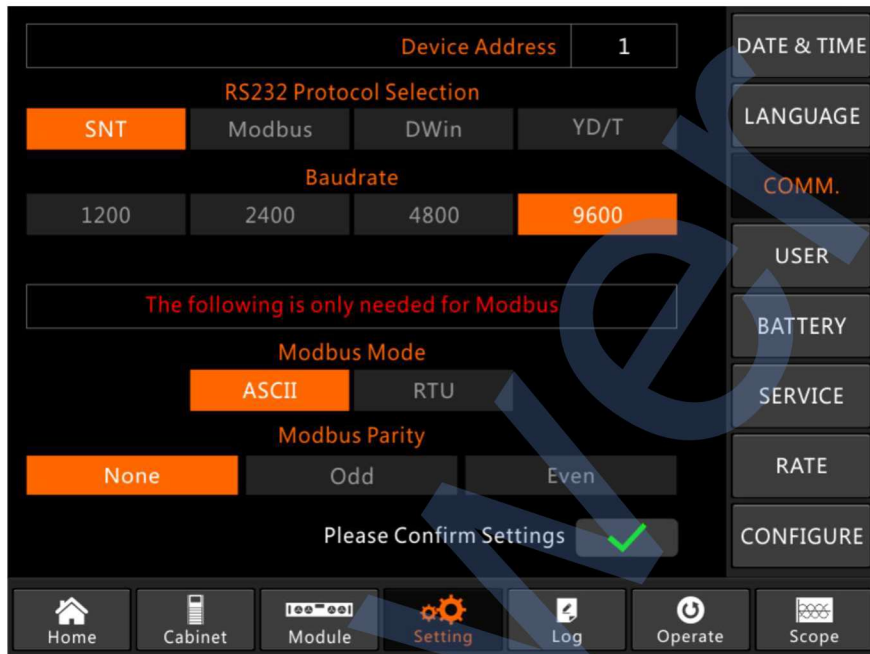 Device Address 1
RS232 Protocol Selection
SNT Modbus DWin YD/T
Baudrate
1200 2400 4800 9600
The following is only needed for Modbus
Modbus Mode
ASCII RTU
Modbus Parity
None Odd Even
Please Confirm Settings
DATE & TIME
LANGUAGE
COMM.
USER
BATTERY
SERVICE
RATE
CONFIGURE
Home Cabinet Module Setting Log Operate Scope